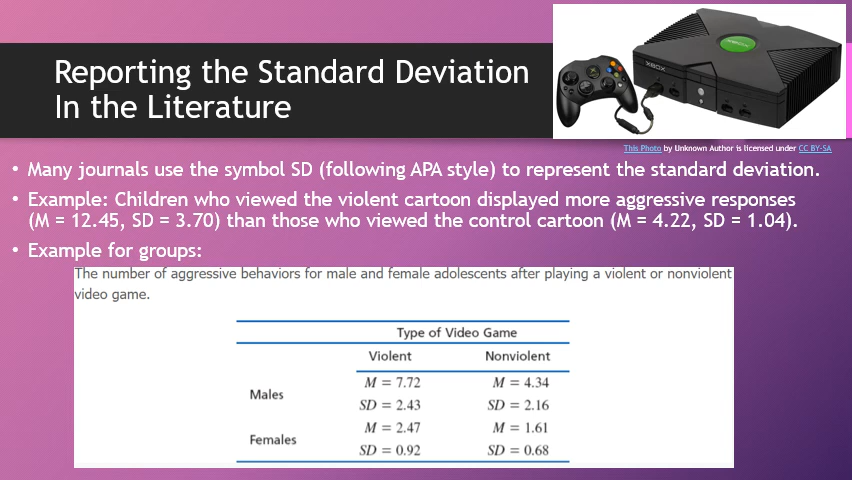 Reporting the Standard Deviation
In the Literature
XBOX
This Photo by Unknown Author is licensed under CC BY-SA
• Many journals use the symbol SD (following APA style) to represent the standard deviation.
• Example: Children who viewed the violent cartoon displayed more aggressive responses
(M = 12.45, SD = 3.70) than those who viewed the control cartoon (M = 4.22, SD = 1.04).
• Example for groups:
The number of aggressive behaviors for male and female adolescents after playing a violent or nonviolent
video game.
Type of Video Game
Violent Nonviolent
Males
M = 7.72 M = 4.34
SD = 2.43 SD = 2.16
Females
M = 2.47 M = 1.61
SD = 0.92 SD = 0.68